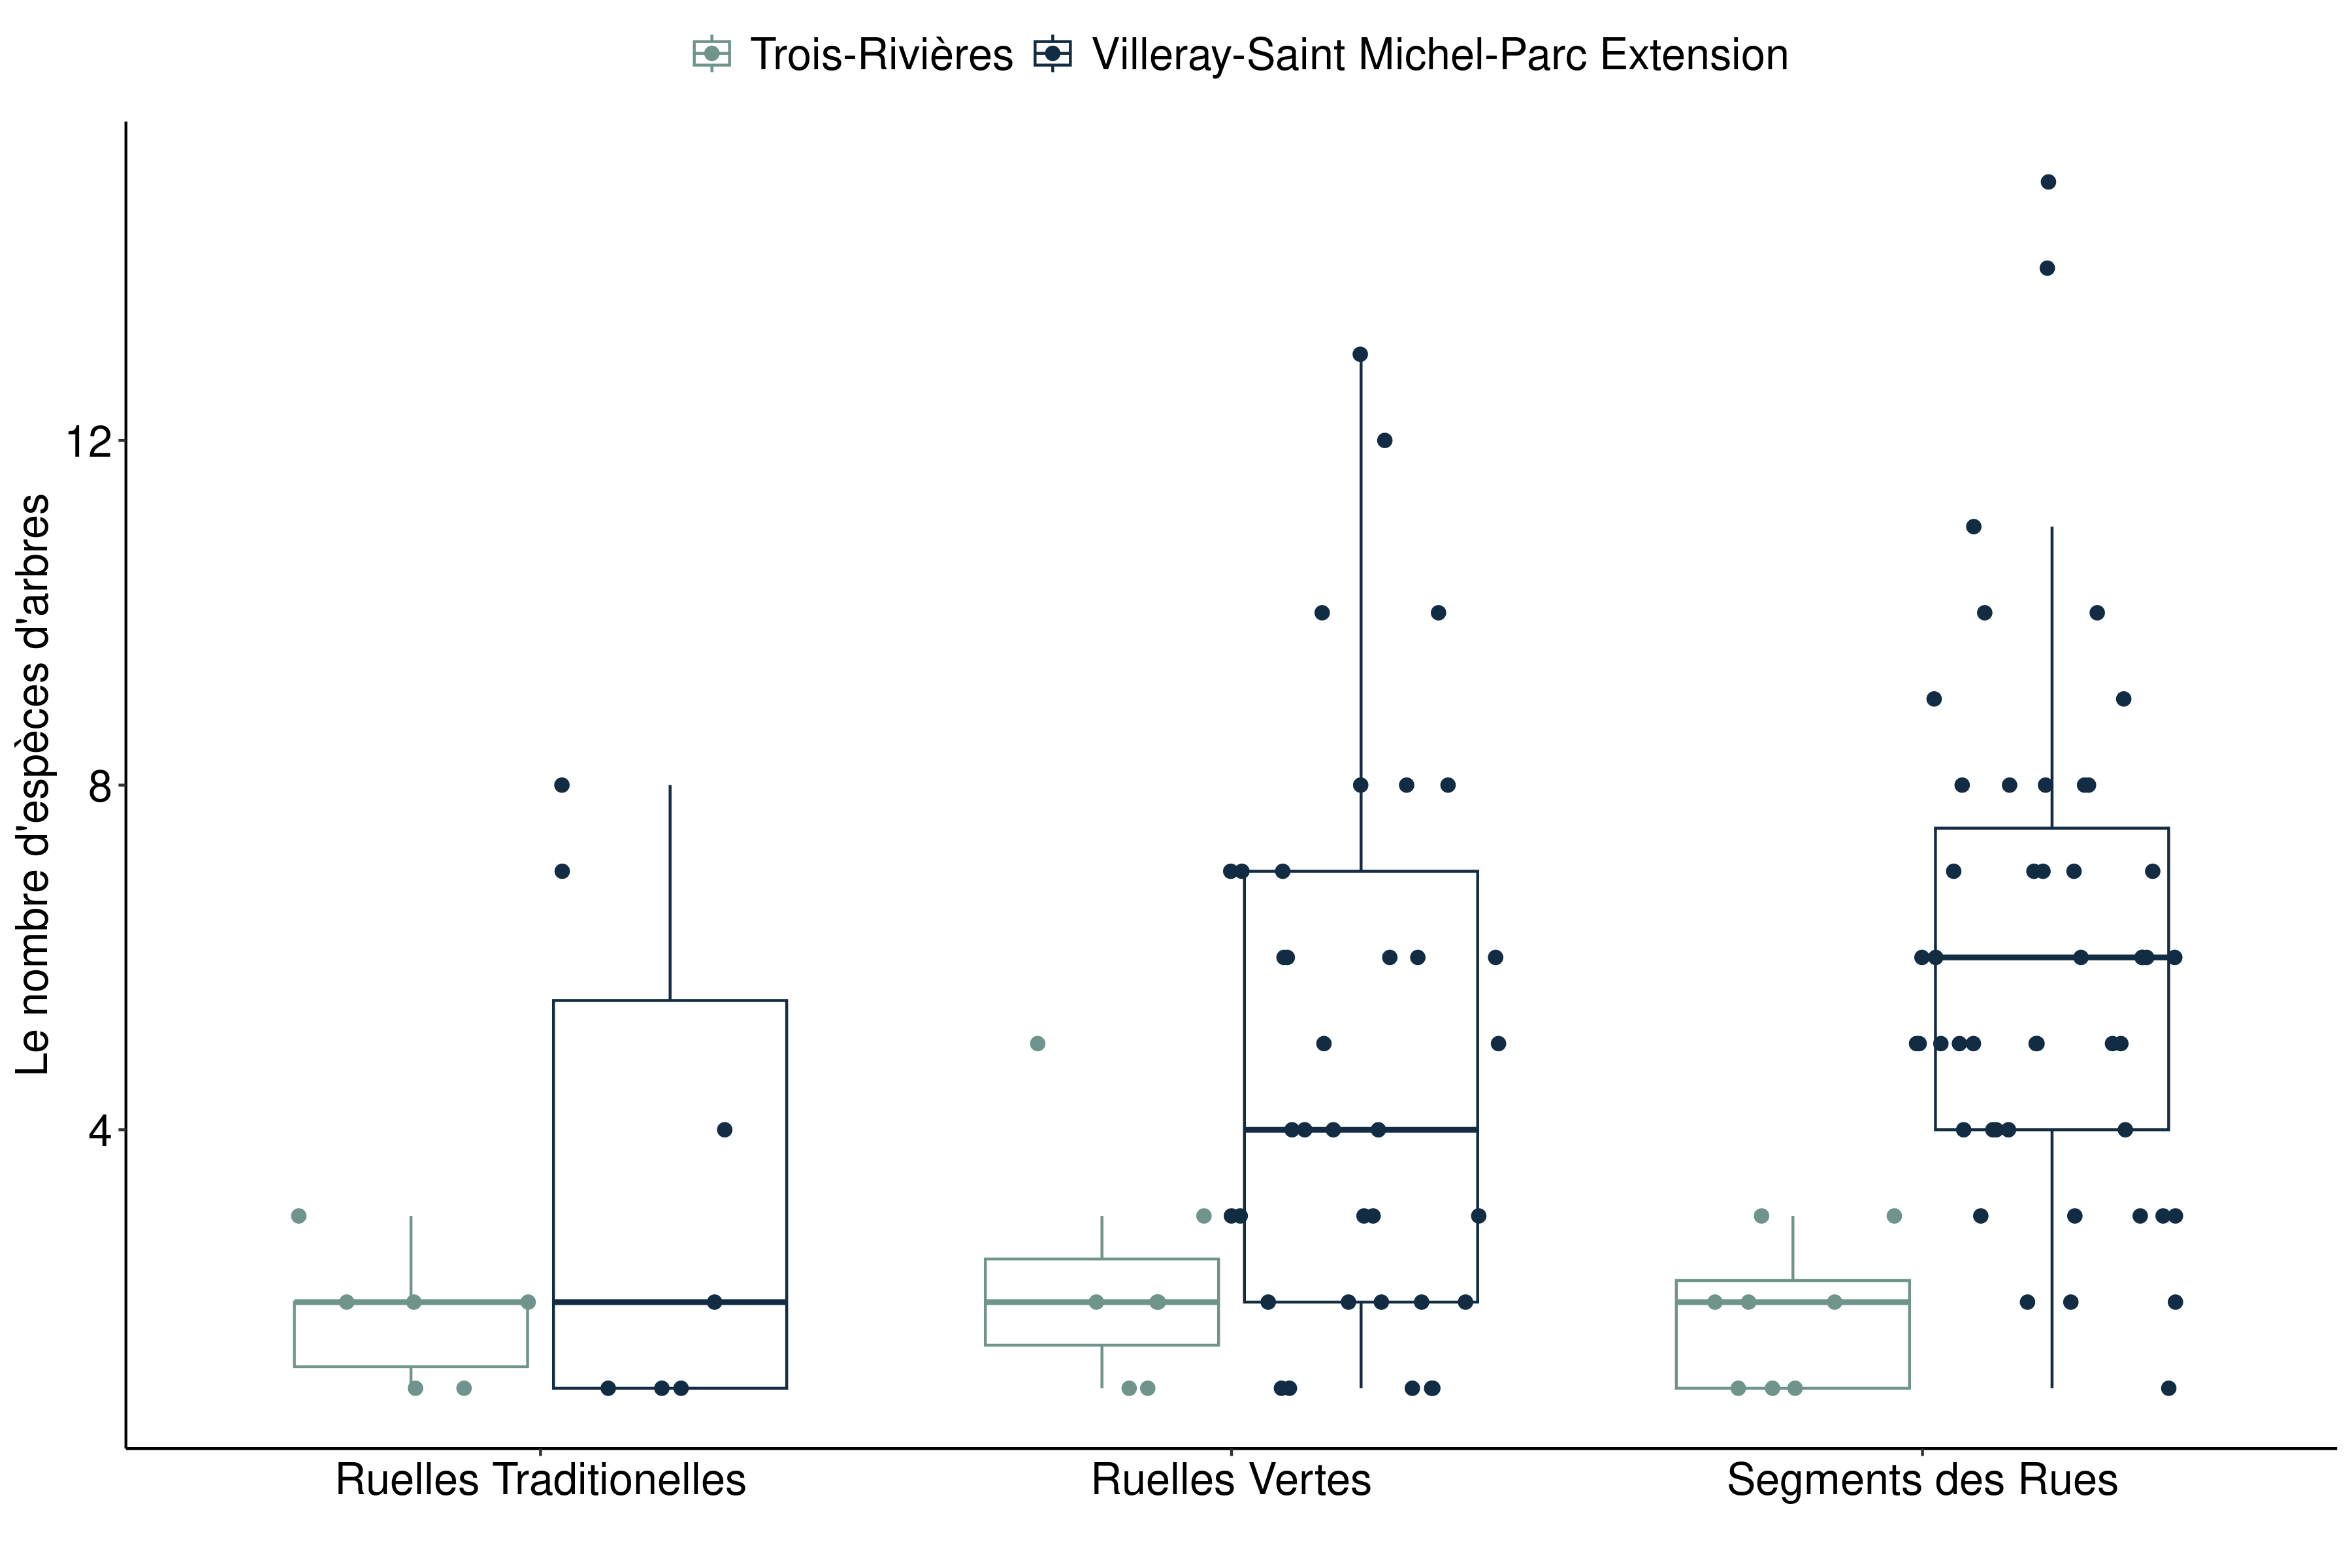 Trois-Rivières Villeray-Saint Michel-Parc Extension
Le nombre d'espèces d'arbres
12
8
4
Ruelles Traditionelles Ruelles Vertes Segments des Rues